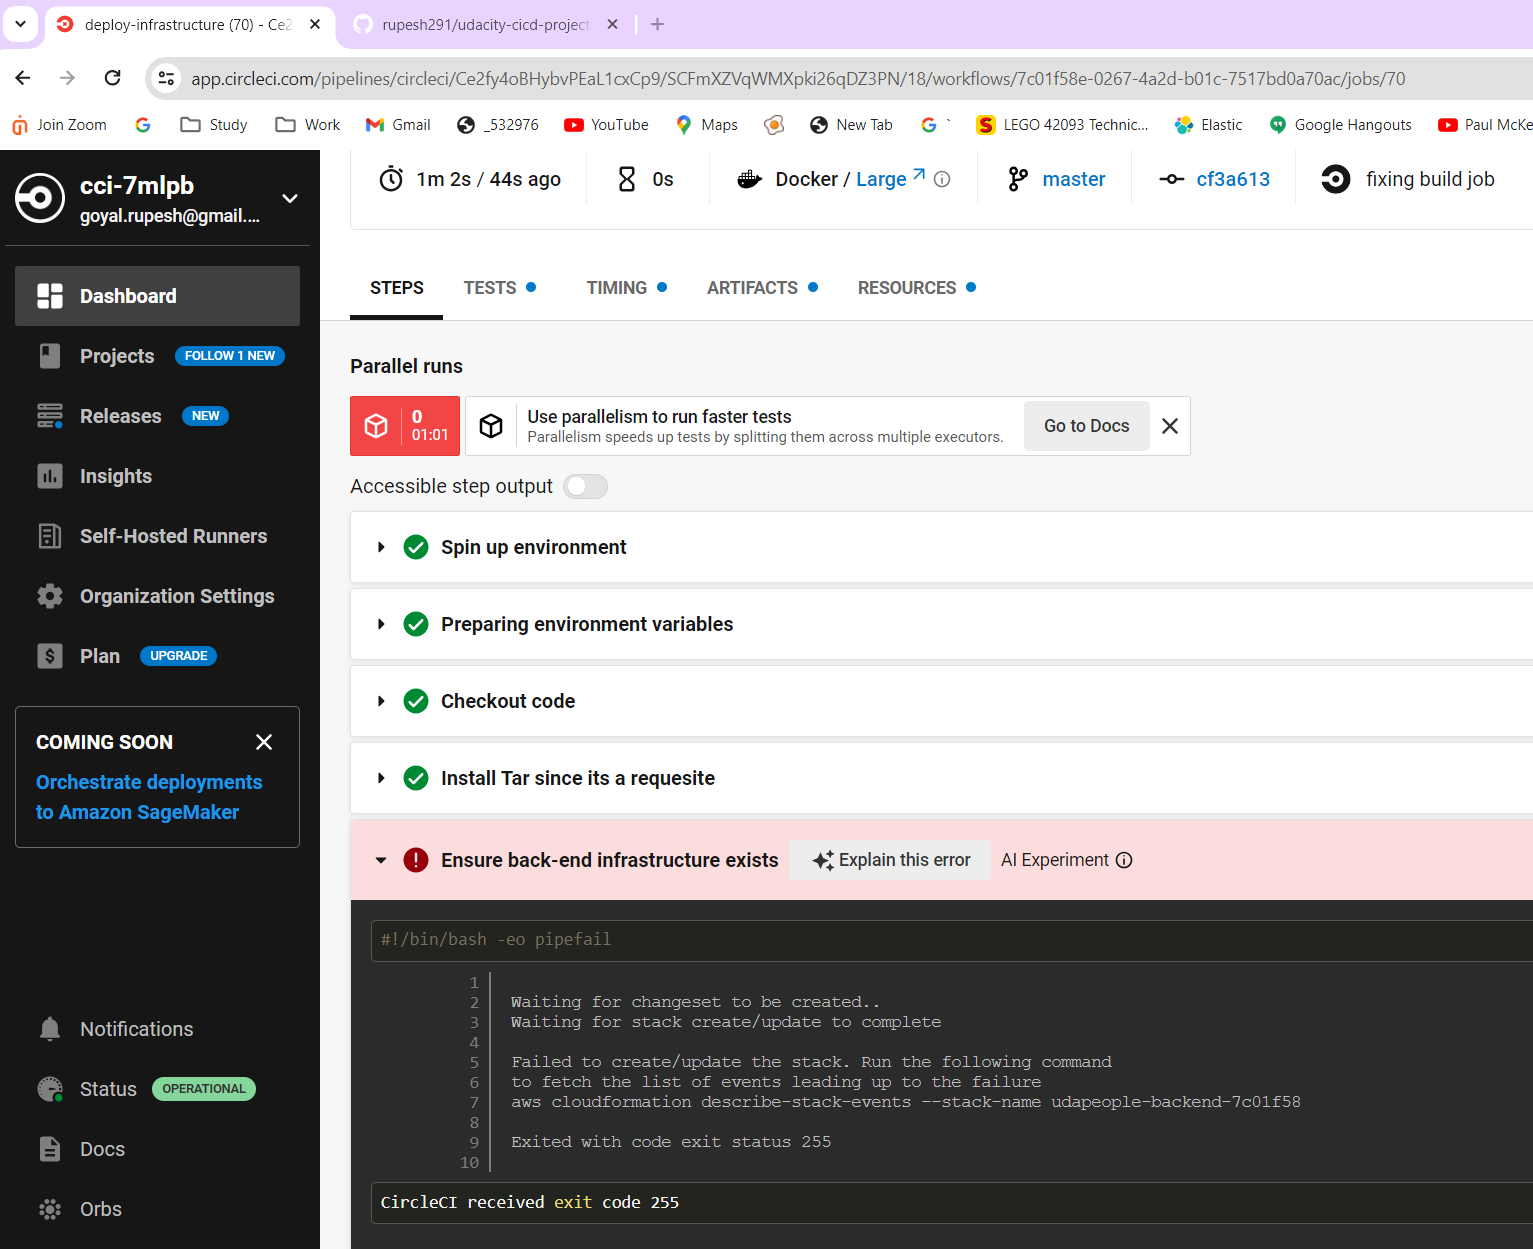 deploy-infrastructure (70) - Ce2
rupesh291/udacity-cicd-project
app.circleci.com/pipelines/circleci/Ce2fy4oBHybvPEaL1cxCp9/SCFmXZVqWMXpki26qDZ3PN/18/workflows/7c01f58e-0267-4a2d-b01c-7517bd0a70ac/jobs/70
Join Zoom Study Work Gmail _532976 YouTube Maps New Tab ` LEGO 42093 Technic... Elastic Google Hangouts Paul McKe
cci-7mlpb
goyal.rupesh@gmail....
1m 2s / 44s ago 0s Docker / Large master cf3a613 fixing build job
STEPS TESTS TIMING ARTIFACTS RESOURCES
Dashboard
Projects FOLLOW 1 NEW
Releases NEW
Insights
Self-Hosted Runners
Organization Settings
Plan UPGRADE
COMING SOON
Orchestrate deployments
to Amazon SageMaker
Notifications
Status OPERATIONAL
Docs
Orbs
Parallel runs
0
01:01
Use parallelism to run faster tests
Parallelism speeds up tests by splitting them across multiple executors.
Go to Docs
Accessible step output
Spin up environment
Preparing environment variables
Checkout code
Install Tar since its a requesite
Ensure back-end infrastructure exists Explain this error AI Experiment
#!/bin/bash -eo pipefail
1
2 Waiting for changeset to be created..
3 Waiting for stack create/update to complete
4
5 Failed to create/update the stack. Run the following command
6 to fetch the list of events leading up to the failure
7 aws cloudformation describe-stack-events --stack-name udapeople-backend-7c01f58
8
9 Exited with code exit status 255
10
CircleCI received exit code 255